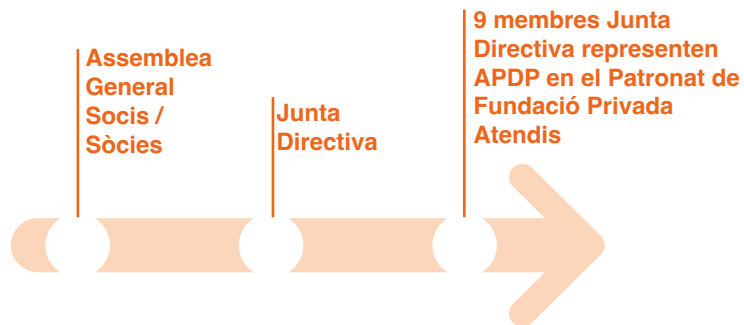 Assemblea
General
Socis /
Sòcies
Junta
Directiva
9 membres Junta
Directiva representen
APDP en el Patronat de
Fundació Privada
Atendis